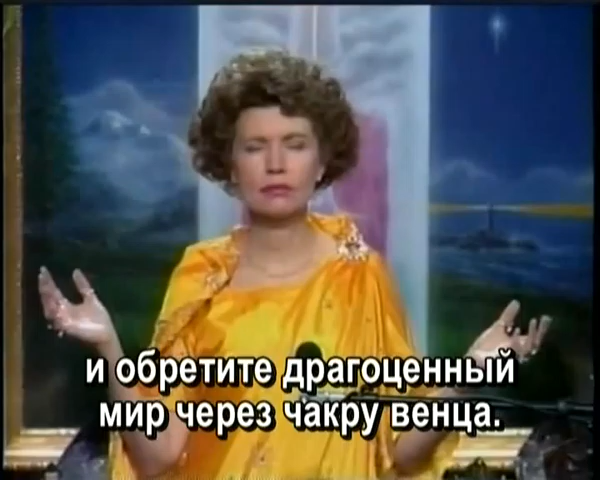 и обретите драгоценный
мир через чакру венца.